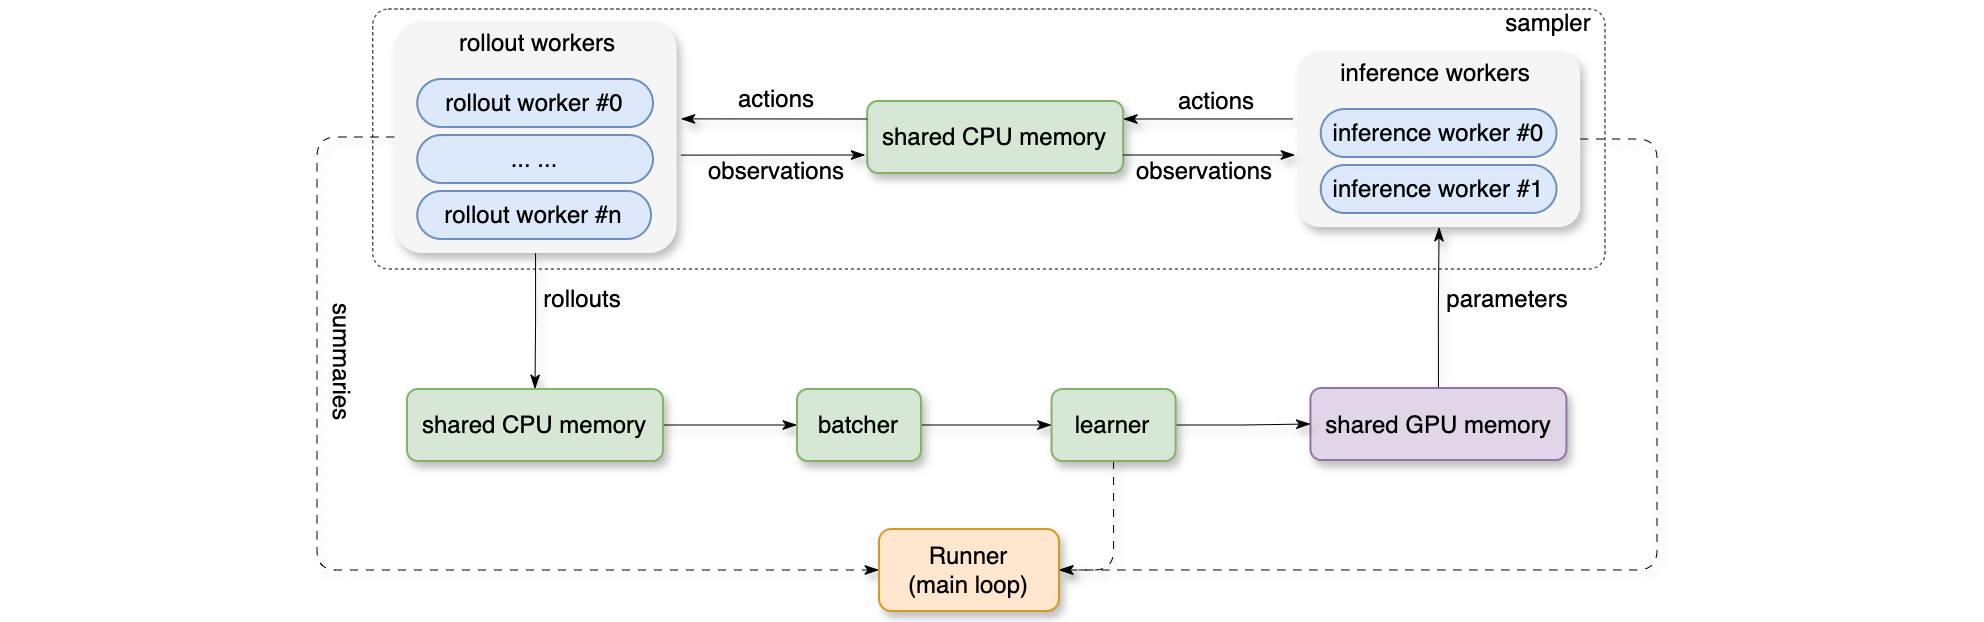 sampler
rollout workers
rollout worker #0
... ...
rollout worker #n
actions
observations
shared CPU memory
actions
observations
inference workers
inference worker #0
inference worker #1
summaries
rollouts
parameters
shared CPU memory
batcher
learner
shared GPU memory
Runner
(main loop)